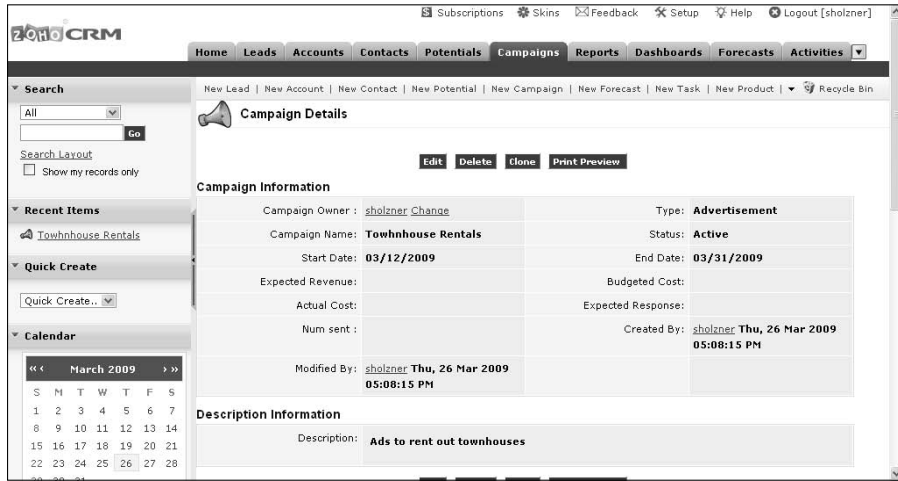 Subscriptions Skins Feedback Setup Help Logout [sholzner]
ZOHO CRM
Home Leads Accounts Contacts Potentials Campaigns Reports Dashboards Forecasts Activities
Search
New Lead | New Account | New Contact | New Potential | New Campaign | New Forecast | New Task | New Product | Recycle Bin
All
Go
Search Layout
Show my records only
Recent Items
Towhnhouse Rentals
Quick Create
Quick Create..
Calendar
March 2009
S M T W T F S
1 2 3 4 5 6 7
8 9 10 11 12 13 14
15 16 17 18 19 20 21
22 23 24 25 26 27 28
29 30 31
Campaign Details
Edit Delete Clone Print Preview
Campaign Information
Campaign Owner : sholzner Change Type: Advertisement
Campaign Name: Towhnhouse Rentals Status: Active
Start Date: 03/12/2009 End Date: 03/31/2009
Expected Revenue: Budgeted Cost:
Actual Cost: Expected Response:
Num sent : Created By: sholzner Thu, 26 Mar 2009
05:08:15 PM
Modified By: sholzner Thu, 26 Mar 2009
05:08:15 PM
Description Information
Description: Ads to rent out townhouses